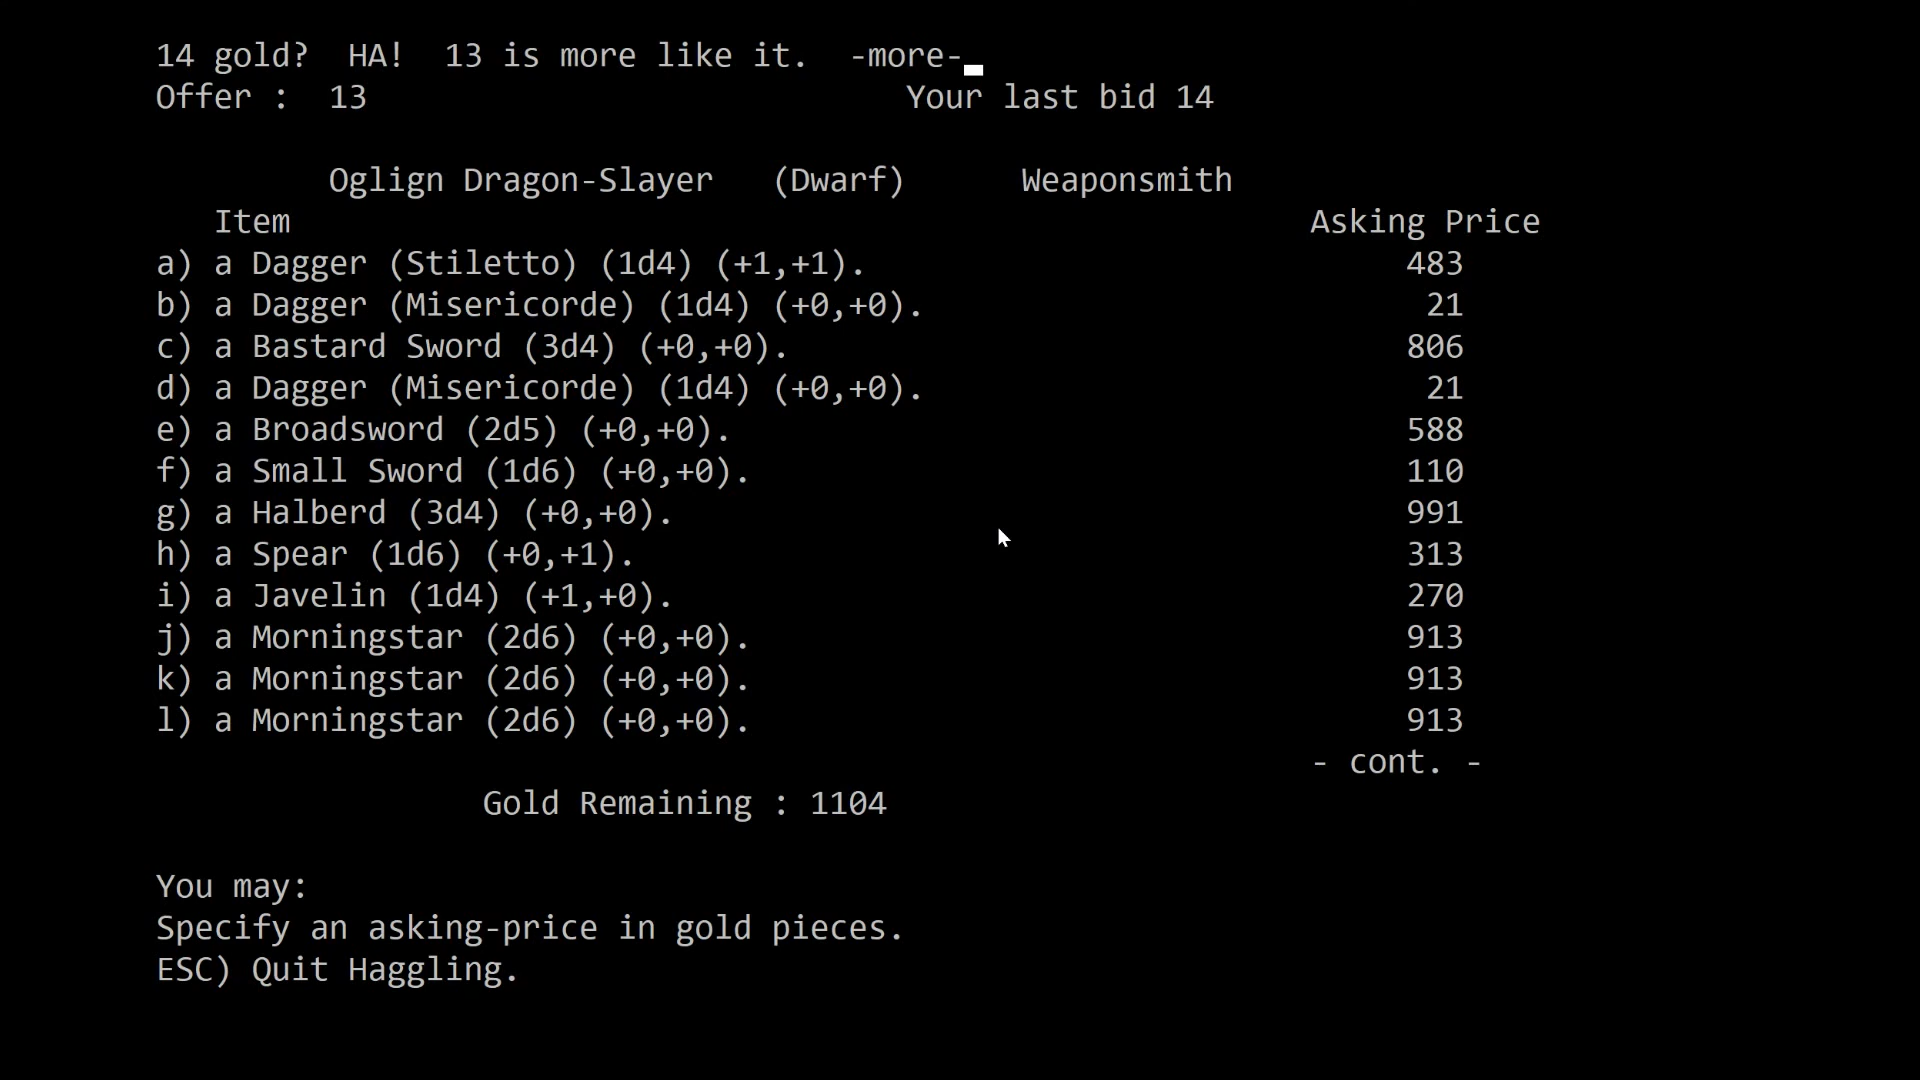 14 gold?  HA!  13 is more like it.  -more-
Offer :  13                            Your last bid 14
Oglign Dragon-Slayer   (Dwarf)      Weaponsmith
Item                                                     Asking Price
a) a Dagger (Stiletto) (1d4) (+1,+1).                            483
b) a Dagger (Misericorde) (1d4) (+0,+0).                          21
c) a Bastard Sword (3d4) (+0,+0).                                806
d) a Dagger (Misericorde) (1d4) (+0,+0).                          21
e) a Broadsword (2d5) (+0,+0).                                   588
f) a Small Sword (1d6) (+0,+0).                                  110
g) a Halberd (3d4) (+0,+0).                                      991
h) a Spear (1d6) (+0,+1).                                        313
i) a Javelin (1d4) (+1,+0).                                      270
j) a Morningstar (2d6) (+0,+0).                                  913
k) a Morningstar (2d6) (+0,+0).                                  913
l) a Morningstar (2d6) (+0,+0).                                  913
- cont. -
Gold Remaining : 1104
You may:
Specify an asking-price in gold pieces.
ESC) Quit Haggling.